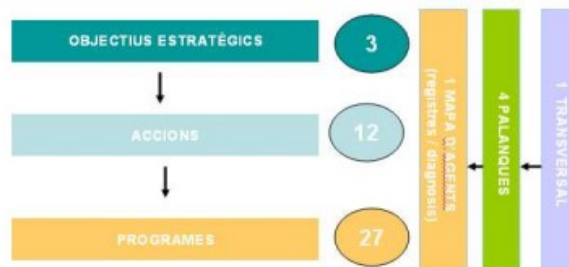 OBJECTIUS ESTRATÈGICS
3
ACCIONS
12
PROGRAMES
27
1 MAPA D'AGENTS
(registres / diagnosis)
4 PALANQUES
1 TRANSVERSAL